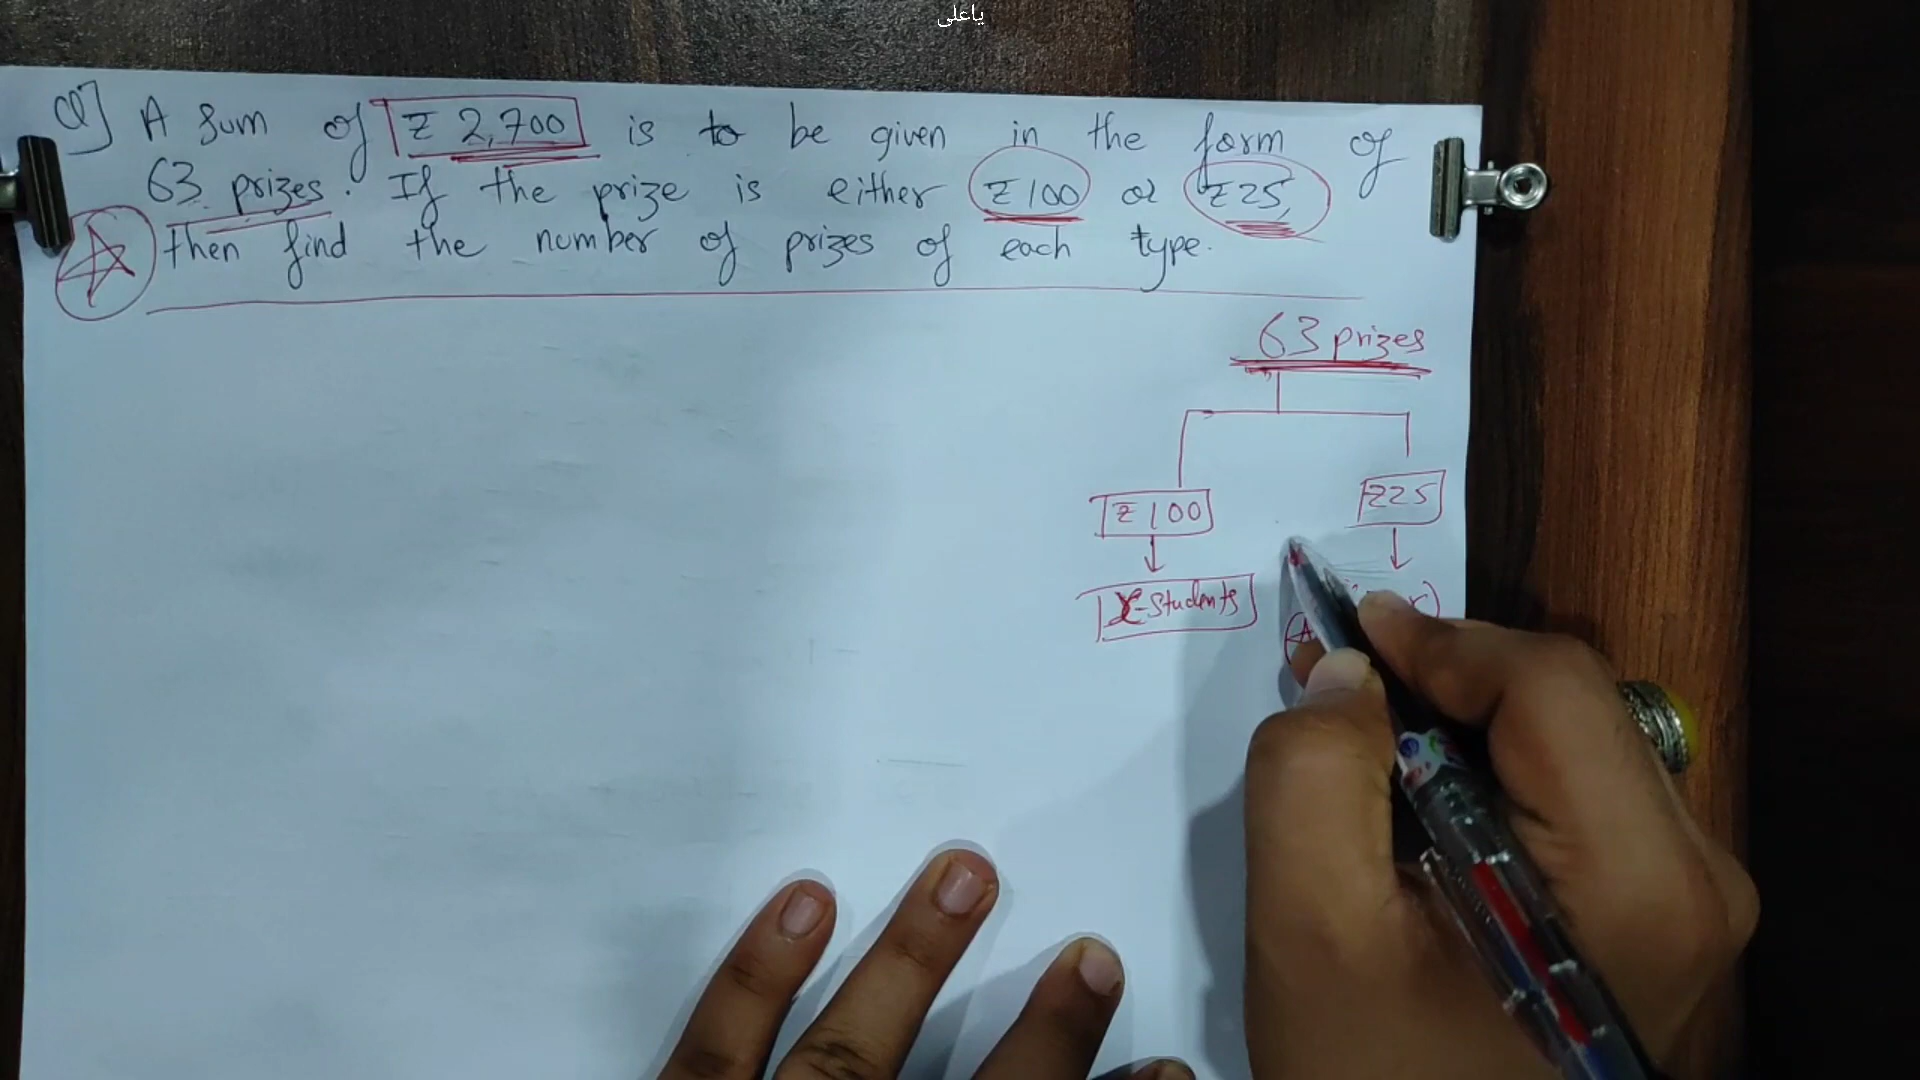 ياعلى
Q] A sum of ₹ 2,700 is to be given in the form of
63 prizes. If the prize is either ₹100 or ₹25,
then find the number of prizes of each type.
63 prizes
₹100 ₹25
x-students